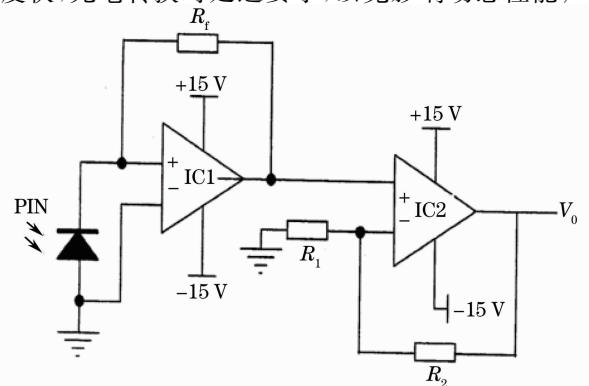 R_f
+15 V
+15 V
+
IC1
−
PIN
+
IC2
−
V_0
R_1
−15 V
−15 V
R_2